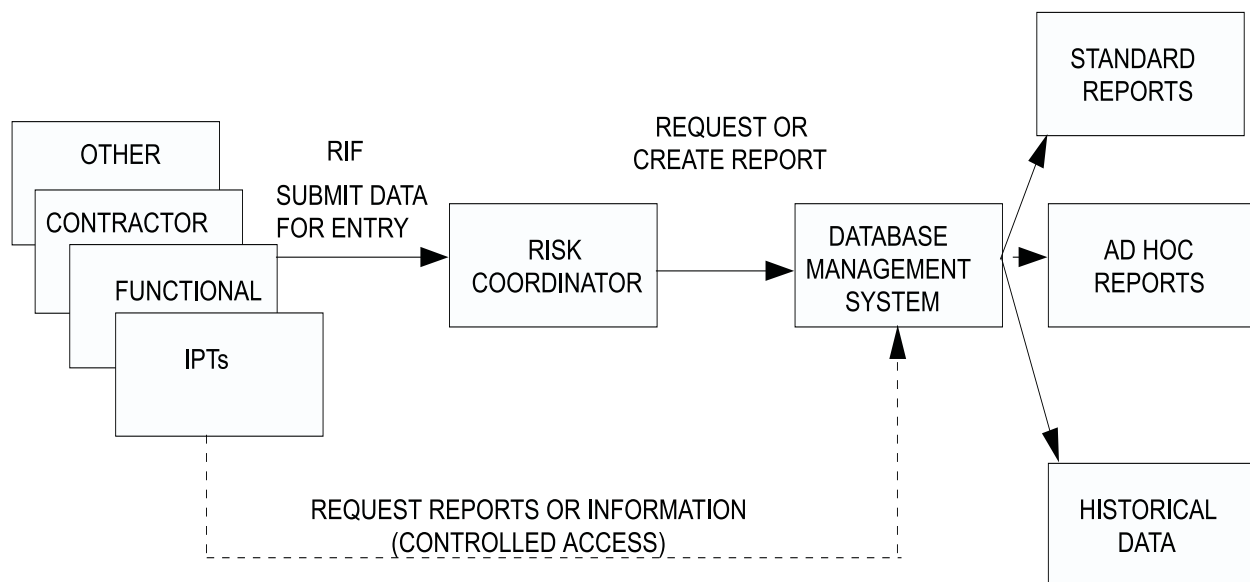 STANDARD
REPORTS
REQUEST OR
CREATE REPORT
OTHER
RIF
SUBMIT DATA
FOR ENTRY
CONTRACTOR
FUNCTIONAL
IPTs
RISK
COORDINATOR
DATABASE
MANAGEMENT
SYSTEM
AD HOC
REPORTS
REQUEST REPORTS OR INFORMATION
(CONTROLLED ACCESS)
HISTORICAL
DATA